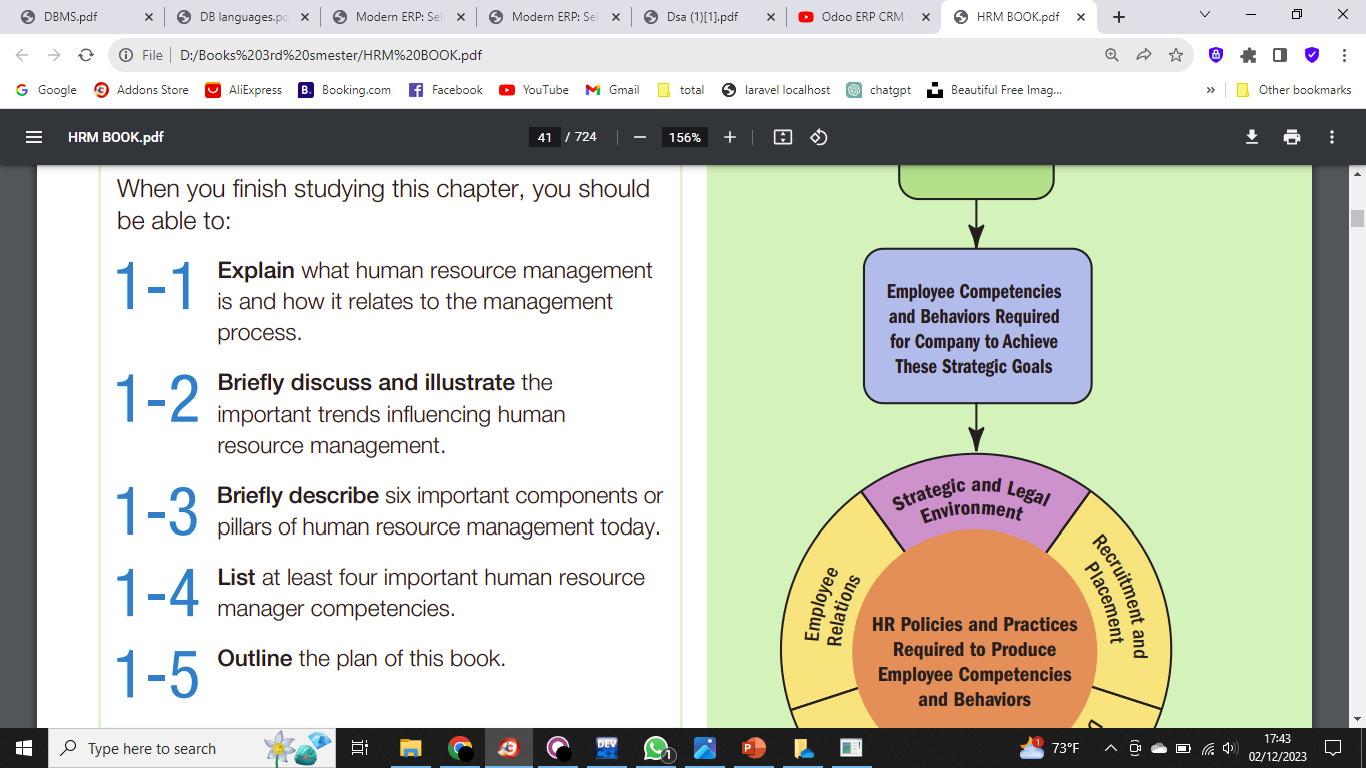 DBMS.pdf
DB languages.pd
Modern ERP: Sel
Modern ERP: Sel
Dsa (1)[1].pdf
Odoo ERP CRM
HRM BOOK.pdf
File
D:/Books%203rd%20smester/HRM%20BOOK.pdf
Google
Addons Store
AliExpress
B.
Booking.com
Facebook
YouTube
Gmail
total
laravel localhost
chatgpt
Beautiful Free Imag...
»
Other bookmarks
HRM BOOK.pdf
41 / 724
156%
When you finish studying this chapter, you should
be able to:
1-1
Explain what human resource management
is and how it relates to the management
process.
1-2
Briefly discuss and illustrate the
important trends influencing human
resource management.
1-3
Briefly describe six important components or
pillars of human resource management today.
1-4
List at least four important human resource
manager competencies.
1-5
Outline the plan of this book.
Employee Competencies
and Behaviors Required
for Company to Achieve
These Strategic Goals
Strategic and Legal
Environment
Employee
Relations
Recruitment and
Placement
HR Policies and Practices
Required to Produce
Employee Competencies
and Behaviors
Type here to search
DEV
1
1
73°F
17:43
02/12/2023